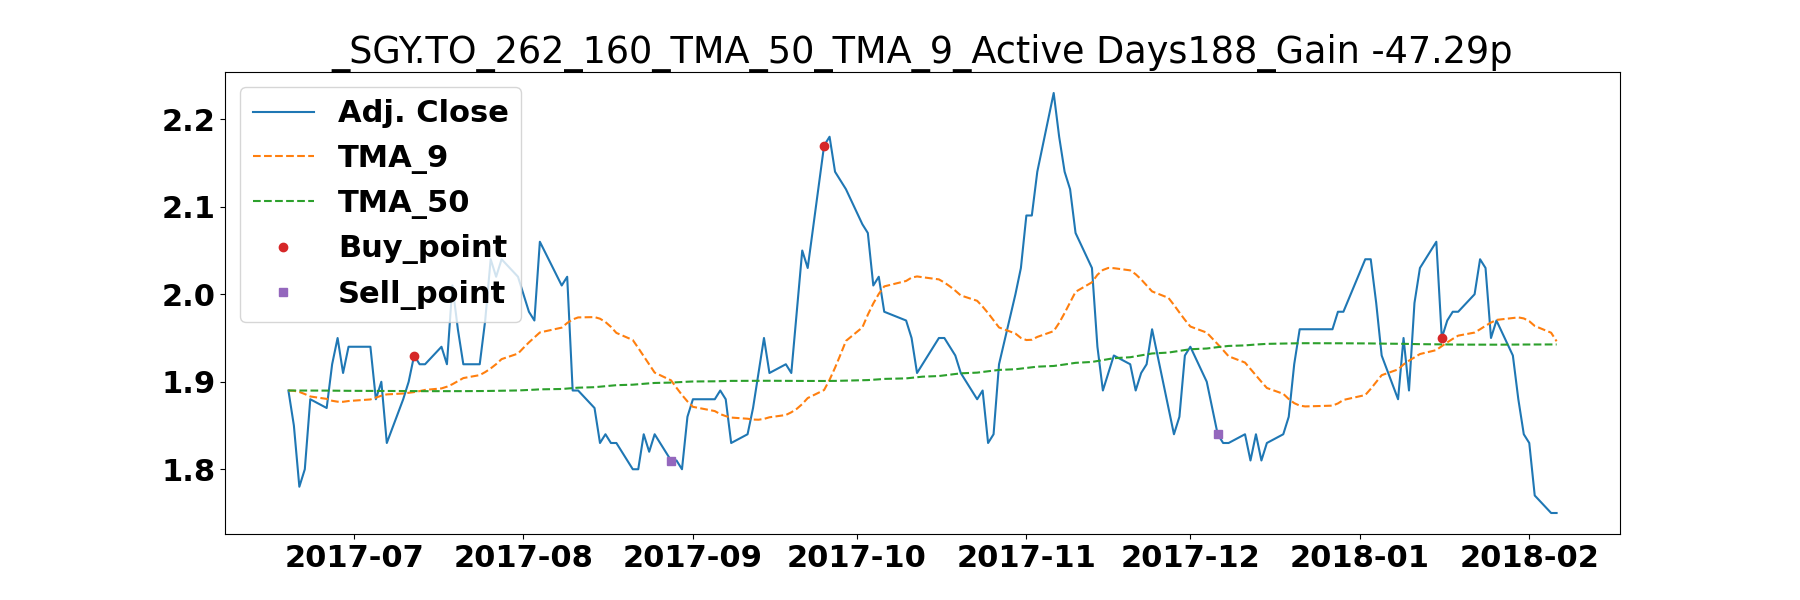 _SGY.TO_262_160_TMA_50_TMA_9_Active Days188_Gain -47.29p
Adj. Close
TMA_9
TMA_50
Buy_point
Sell_point
2.2
2.1
2.0
1.9
1.8
2017-07 2017-08 2017-09 2017-10 2017-11 2017-12 2018-01 2018-02